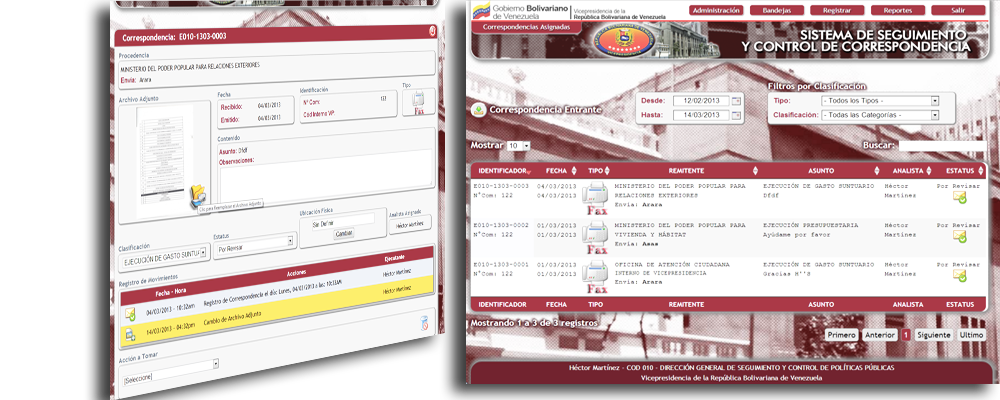 Correspondencia: E010-1303-0003
Procedencia
MINISTERIO DEL PODER POPULAR PARA RELACIONES EXTERIORES
Envía: Arara
Archivo Adjunto
Fecha
Recibido: 04/03/2013
Emitido: 04/03/2013
Identificación
N° Com: 123
Cod Interno VP
Tipo
Fax
Contenido
Asunto: Dfdf
Observaciones:
Click para Reemplazar el Archivo Adjunto
Clasificación
EJECUCIÓN DE GASTO SUNTU
Estatus
Por Revisar
Ubicación Física
Sin Definir
Cambiar
Analista Asignado
Héctor Martínez
Registro de Movimientos
Fecha - Hora Acciones Ejecutante
04/03/2013 - 10:32am Registro de Correspondencia el día: Lunes, 04/03/2013 a las: 10:32AM Héctor Martínez
14/03/2013 - 04:32pm Cambio de Archivo Adjunto Héctor Martínez
Acción a Tomar
[Seleccione]
Gobierno Bolivariano de Venezuela
Vicepresidencia de la República Bolivariana de Venezuela
Administración Bandejas Registrar Reportes Salir
Correspondencias Asignadas
SISTEMA DE SEGUIMIENTO
Y CONTROL DE CORRESPONDENCIA
Correspondencia Entrante
Desde: 12/02/2013
Hasta: 14/03/2013
Filtros por Clasificación
Tipo: - Todos los Tipos -
Clasificación: - Todas las Categorías -
Mostrar 10
Buscar:
IDENTIFICADOR FECHA TIPO REMITENTE ASUNTO ANALISTA ESTATUS
E010-1303-0003 04/03/2013 MINISTERIO DEL PODER POPULAR PARA EJECUCIÓN DE GASTO SUNTUARIO Héctor Por Revisar
N°Com: 122 04/03/2013 RELACIONES EXTERIORES Dfdf Martínez
Fax Envía: Arara
E010-1303-0002 01/03/2013 MINISTERIO DEL PODER POPULAR PARA EJECUCIÓN PRESUPUESTARIA Héctor Por Revisar
N°Com: 122 01/03/2013 VIVIENDA Y HÁBITAT Ayúdame por favor Martínez
Fax Envía: Asas
E010-1303-0001 01/03/2013 OFICINA DE ATENCIÓN CIUDADANA EJECUCIÓN DE GASTO SUNTUARIO Héctor Por Revisar
N°Com: 122 01/03/2013 INTERNO DE VICEPRESIDENCIA Gracias M''S Martínez
Fax Envía: Arara
IDENTIFICADOR FECHA TIPO REMITENTE ASUNTO ANALISTA ESTATUS
Mostrando 1 a 3 de 3 registros
Primero Anterior 1 Siguiente Ultimo
Héctor Martínez - COD 010 - DIRECCIÓN GENERAL DE SEGUIMIENTO Y CONTROL DE POLÍTICAS PÚBLICAS
Vicepresidencia de la República Bolivariana de Venezuela